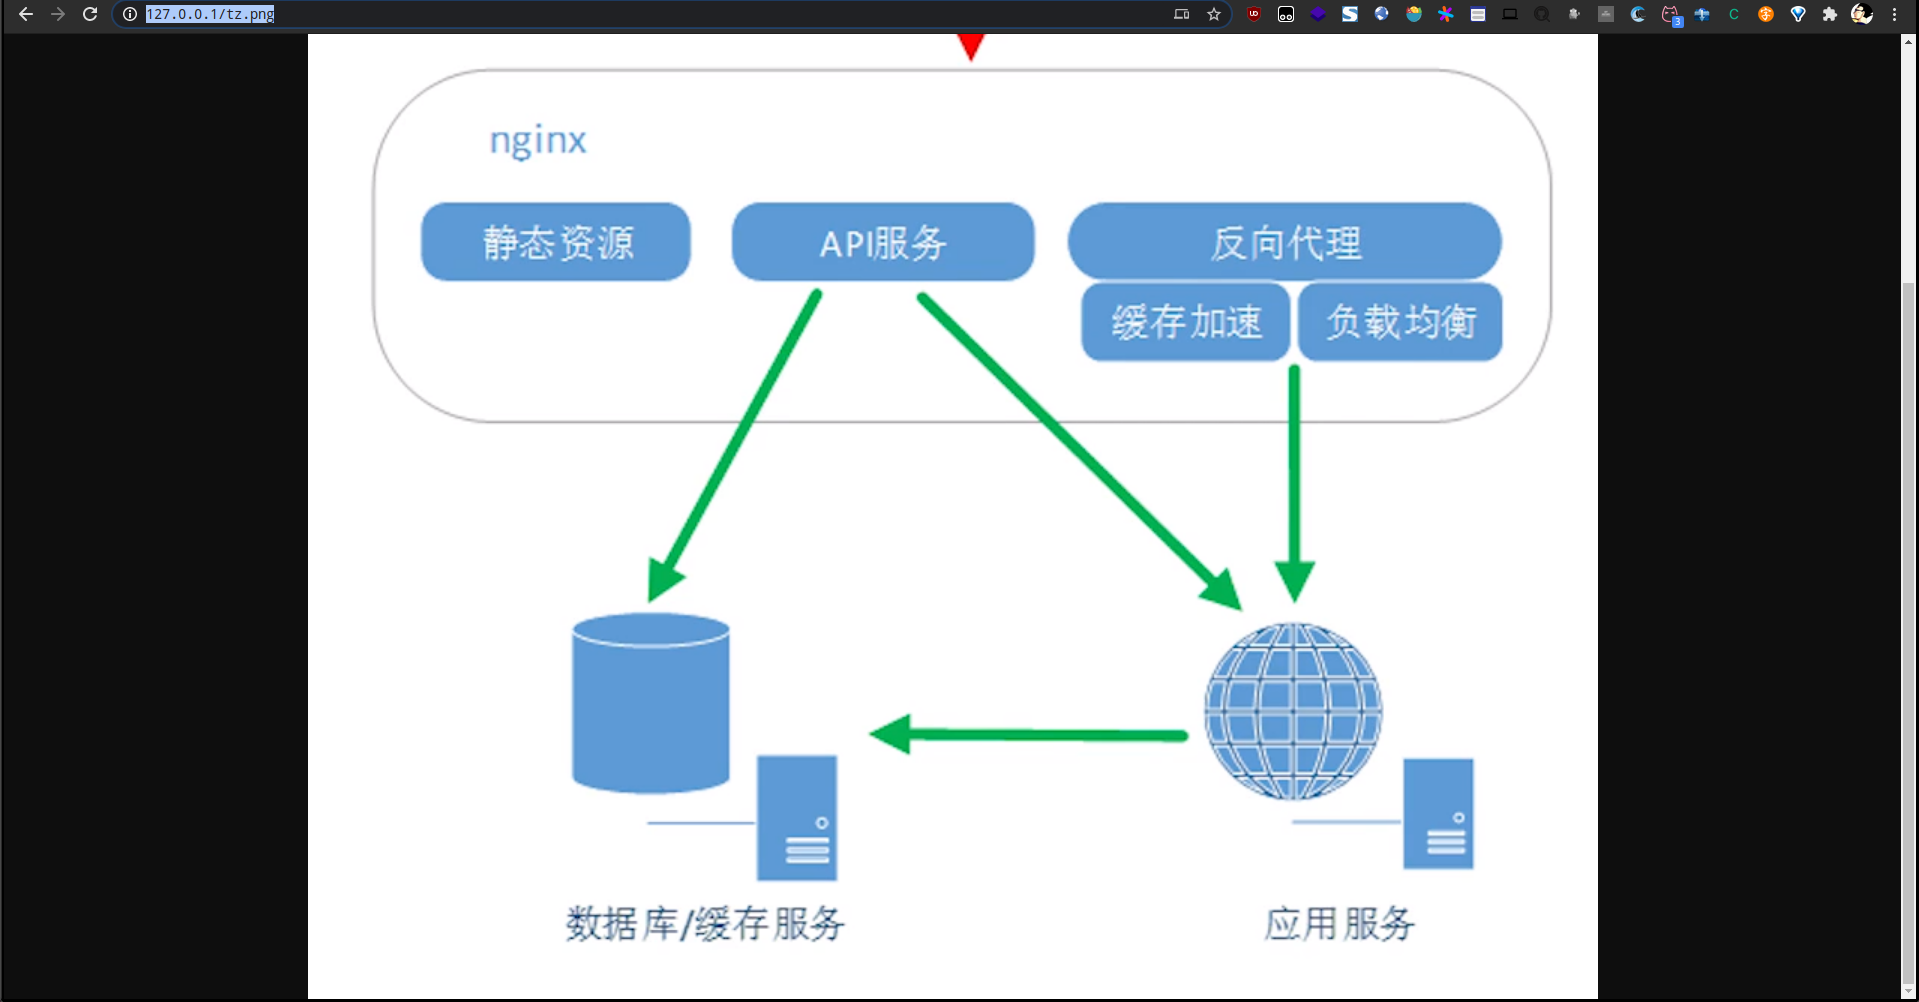 127.0.0.1/tz.png
3
nginx
静态资源
API服务
反向代理
缓存加速
负载均衡
数据库/缓存服务
应用服务